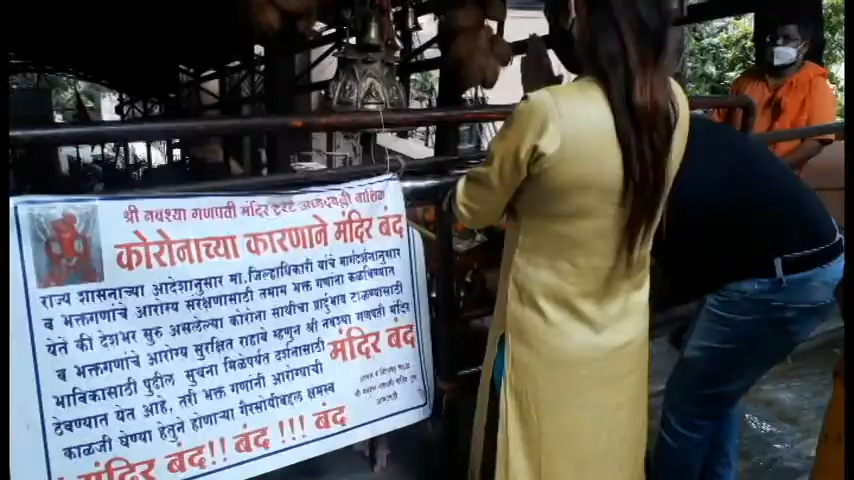 श्री नवश्या गणपती मंदिर ट्रस्ट नाशिक
कोरोनाच्या कारणाने मंदिर बंद
राज्य शासनाच्या आदेशानुसार मा. जिल्हाधिकारी यांचे मार्गदर्शनानुसार
व भक्तगणांचे आरोग्य संरक्षणासाठी तमाम भक्त गणांना कळविण्यात
येते की देशभर सुरु असलेल्या कोरोना साथीचा प्रादुर्भाव टाळण्यासाठी
व भक्तगणांचे आरोग्य सुरक्षित राहावे म्हणून श्री नवश्या गणपती मंदिर
भाविकांसाठी पुढील सुचना मिळेपर्यंत दर्शनासाठी मंदिर बंद
ठेवण्यात येत आहे, तरी भक्त गणांनी आरोग्याची
काळजी घेणे हेतुने होणाऱ्या गैरसोयीबद्दल क्षमस्व
मंदिर बंद !! बंद !!! बंद